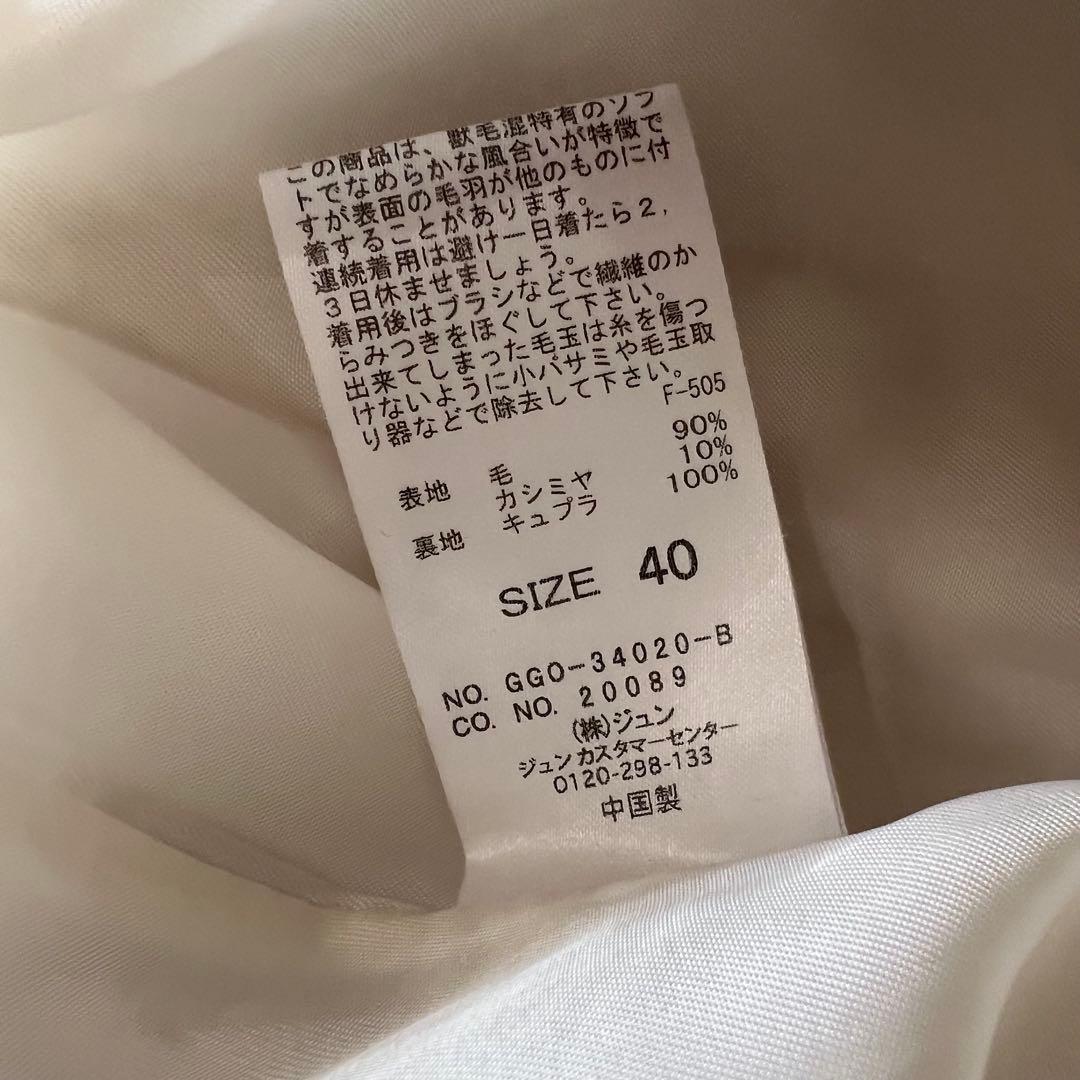 この商品は、獣毛混特有のソフ
トでなめらかな風合いが特徴で
すが表面の毛羽が他のものに付
着することがあります。
連続着用は避け一日着たら2,
3日休ませましょう。
着用後はブラシなどで繊維のか
らみつきをほぐして下さい。
出来てしまった毛玉は糸を傷つ
けないように小バサミや毛玉取
り器などで除去して下さい。
F-505
表地 毛 90%
カシミヤ 10%
裏地 キュプラ 100%
SIZE 40
NO. GGO-34020-B
CO. NO. 20089
(株)ジュン
ジュンカスタマーセンター
0120-298-133
中国製